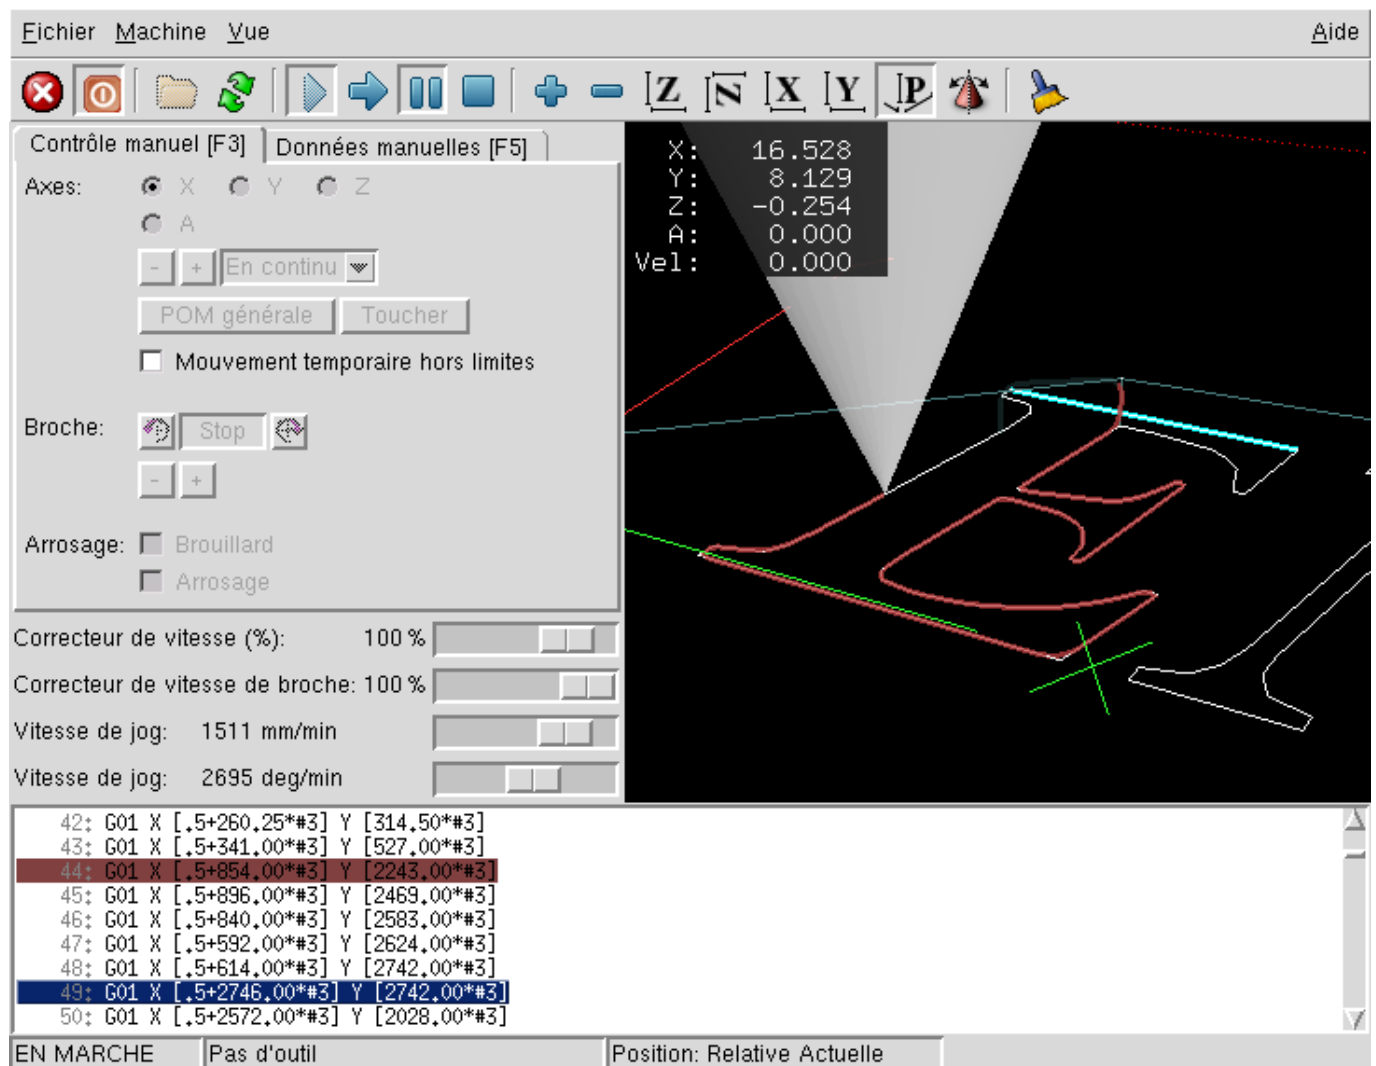 Fichier Machine Vue Aide
Z N X Y P
Contrôle manuel [F3] Données manuelles [F5]
Axes: X Y Z
A
- + En continu
POM générale Toucher
Mouvement temporaire hors limites
Broche: Stop
- +
Arrosage: Brouillard
Arrosage
Correcteur de vitesse (%): 100 %
Correcteur de vitesse de broche: 100 %
Vitesse de jog: 1511 mm/min
Vitesse de jog: 2695 deg/min
X: 16.528
Y: 8.129
Z: -0.254
A: 0.000
Vel: 0.000
42: G01 X [.5+260.25*#3] Y [314.50*#3]
43: G01 X [.5+341.00*#3] Y [527.00*#3]
44: G01 X [.5+854.00*#3] Y [2243.00*#3]
45: G01 X [.5+896.00*#3] Y [2469.00*#3]
46: G01 X [.5+840.00*#3] Y [2583.00*#3]
47: G01 X [.5+592.00*#3] Y [2624.00*#3]
48: G01 X [.5+614.00*#3] Y [2742.00*#3]
49: G01 X [.5+2746.00*#3] Y [2742.00*#3]
50: G01 X [.5+2572.00*#3] Y [2028.00*#3]
EN MARCHE Pas d'outil Position: Relative Actuelle